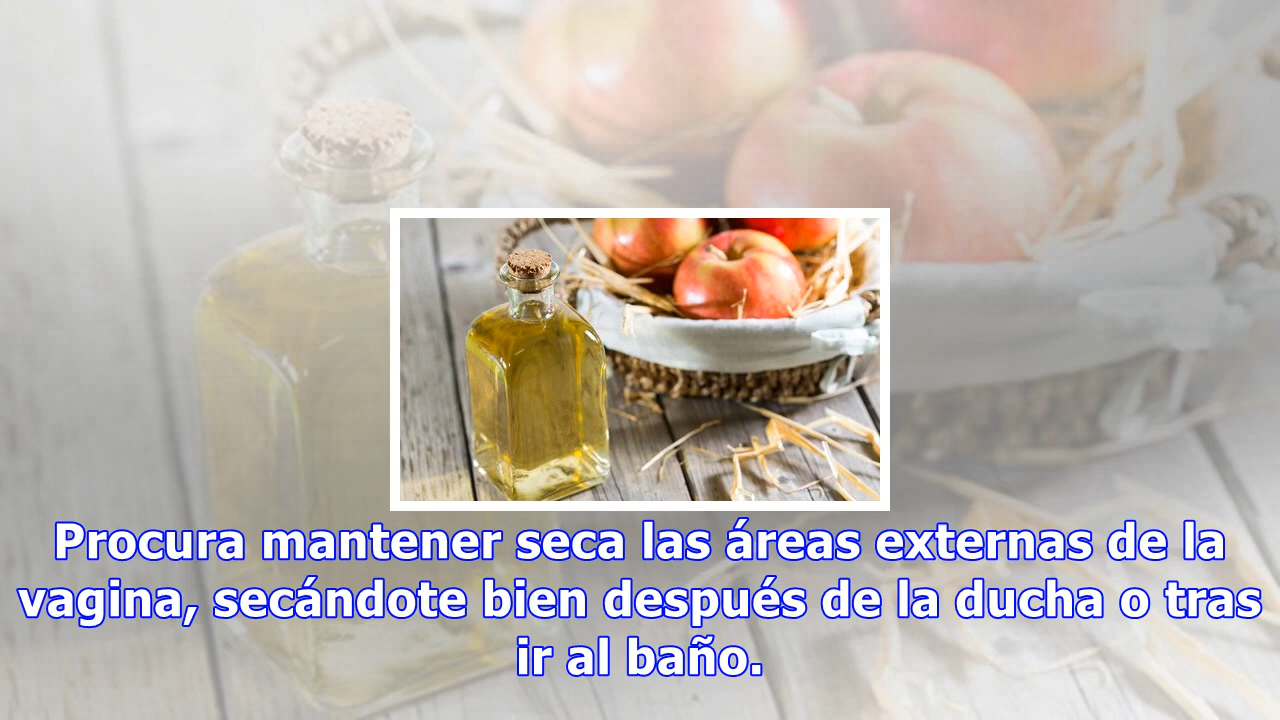 Procura mantener seca las áreas externas de la
vagina, secándote bien después de la ducha o tras
ir al baño.